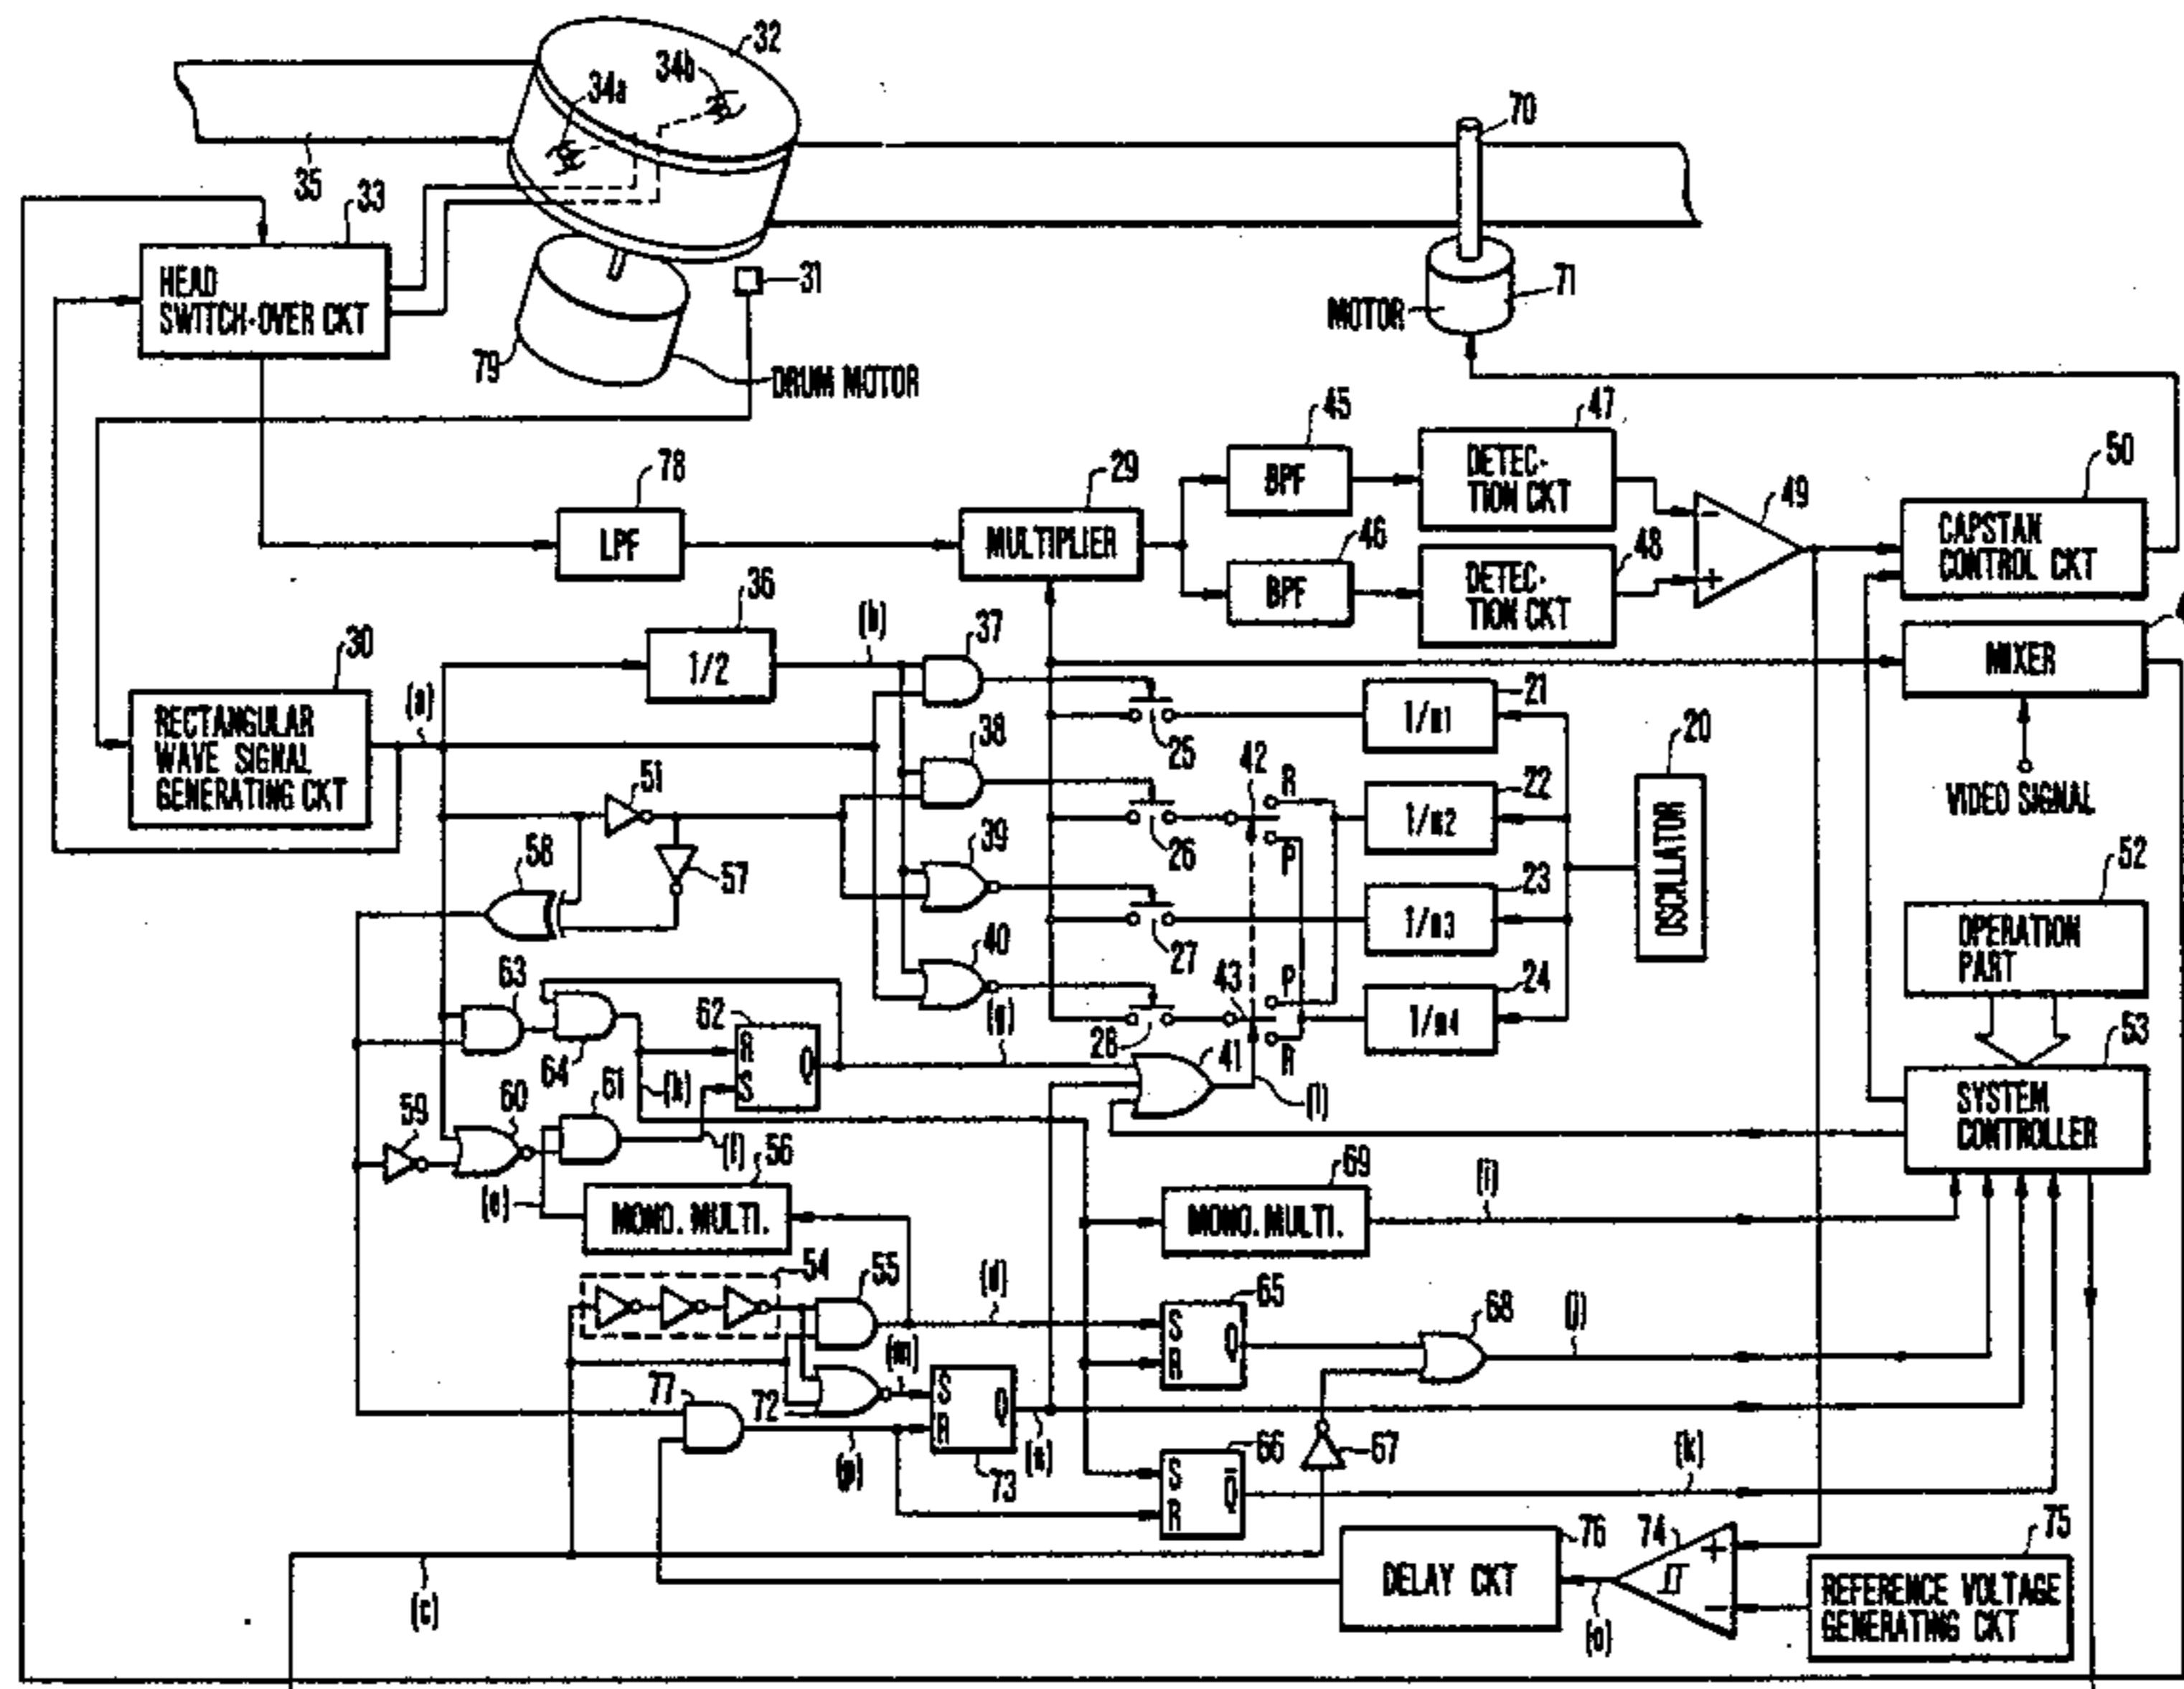 32
34b
34a
70
35
33
HEAD
SWITCH-OVER CKT
31
MOTOR
71
79
DRUM MOTOR
45
47
BPF
DETEC-
TION CKT
50
78
29
49
LPF
MULTIPLIER
CAPSTAN
CONTROL CKT
46
48
BPF
DETEC-
TION CKT
36
(b)
37
1/2
MIXER
30
(a)
RECTANGULAR
WAVE SIGNAL
GENERATING CKT
21
1/m1
25
38
20
42
R
22
VIDEO SIGNAL
51
1/m2
26
P
39
58
57
23
52
1/m3
OSCILLATOR
27
OPERATION
PART
40
63
43
P
24
62
(g)
1/m4
28
R
53
R
S
Q
64
(h)
41
61
59
60
(l)
SYSTEM
CONTROLLER
56
69
(e)
MONO. MULTI.
MONO. MULTI.
54
55
(d)
65
S
R
Q
68
(j)
77
72
(m)
S
R
Q
73
(p)
(n)
66
S
R
Q
67
(k)
76
74
75
DELAY CKT
+
−
(c)
(o)
REFERENCE VOLTAGE
GENERATING CKT